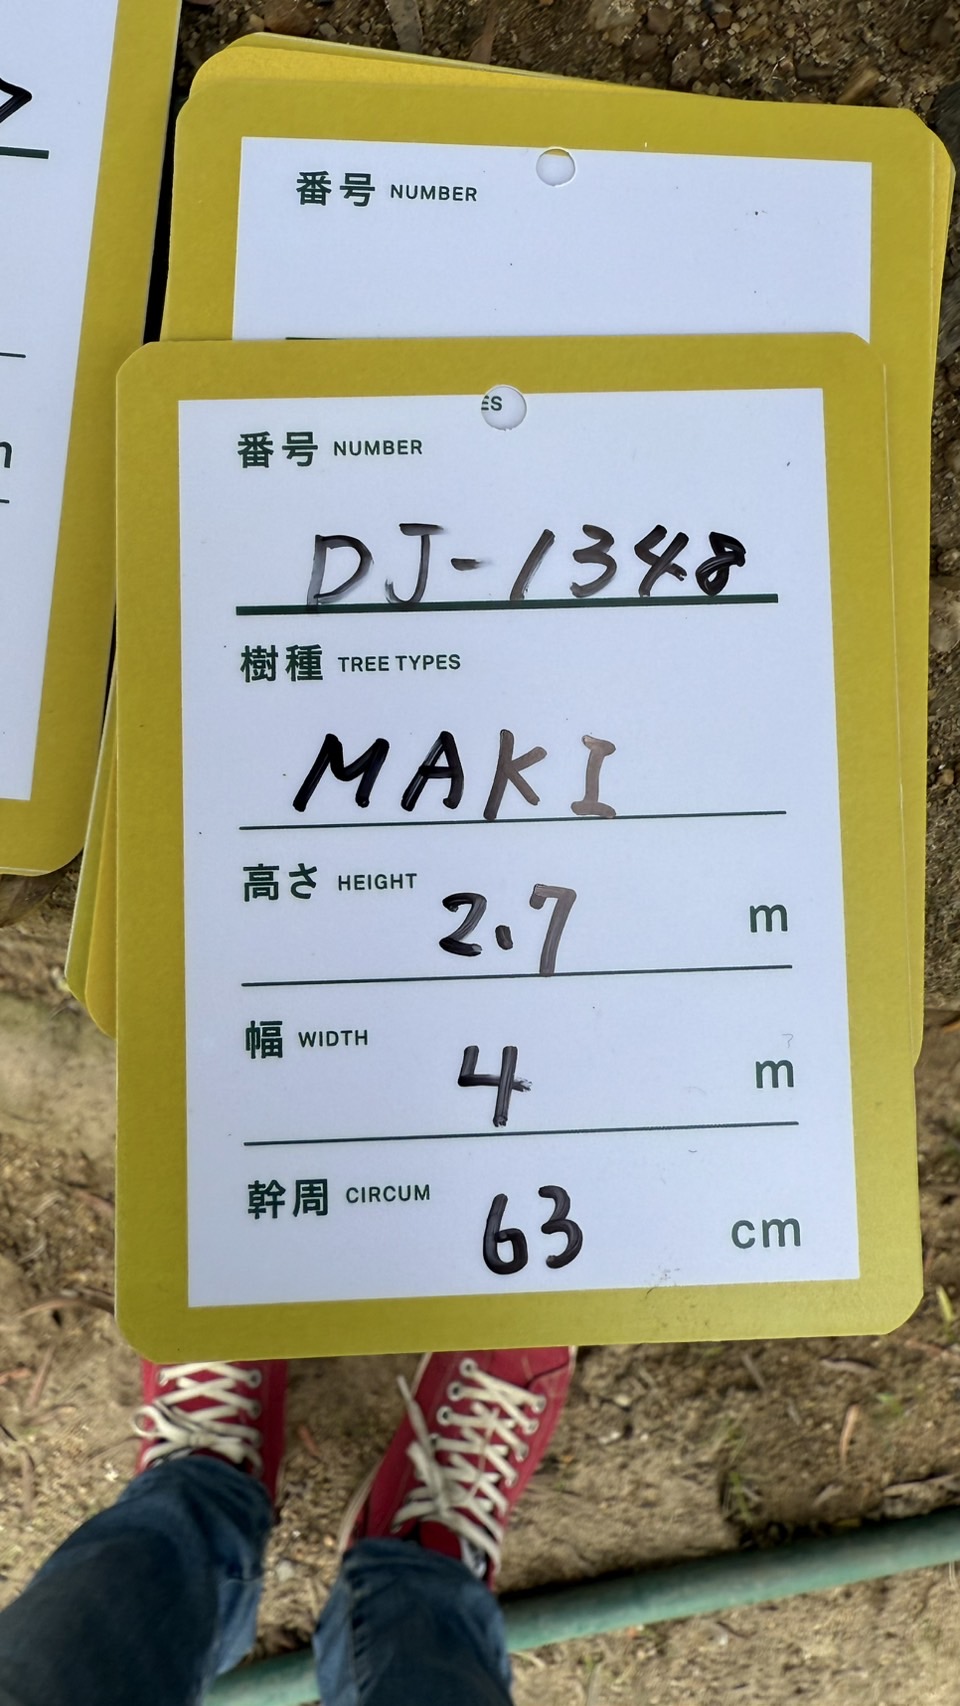 番号 NUMBER
ES
番号 NUMBER
DJ-1348
樹種 TREE TYPES
MAKI
高さ HEIGHT 2.7 m
幅 WIDTH 4 m
幹周 CIRCUM 63 cm